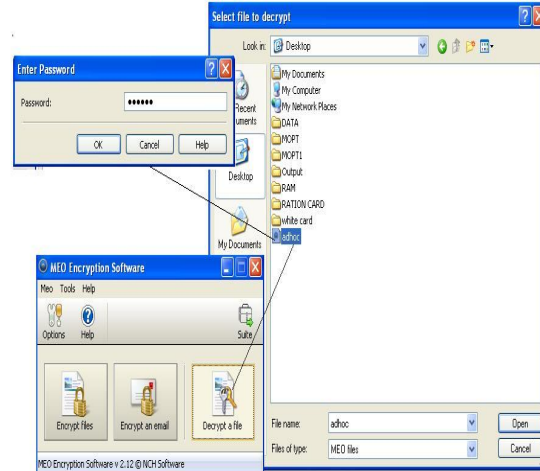 Select file to decrypt
Look in:
Desktop
Enter Password
Password:
••••••
OK
Cancel
Help
Recent
Desktop
My Documents
My Documents
My Computer
My Network Places
DATA
MOPT
MOPT1
Output
RAM
RATION CARD
white card
adhoc
MEO Encryption Software
Meo Tools Help
Options
Help
Suite
Encrypt files
Encrypt an email
Decrypt a file
MEO Encryption Software v 2.12 © NCH Software
File name:
adhoc
Open
Files of type:
MEO files
Cancel